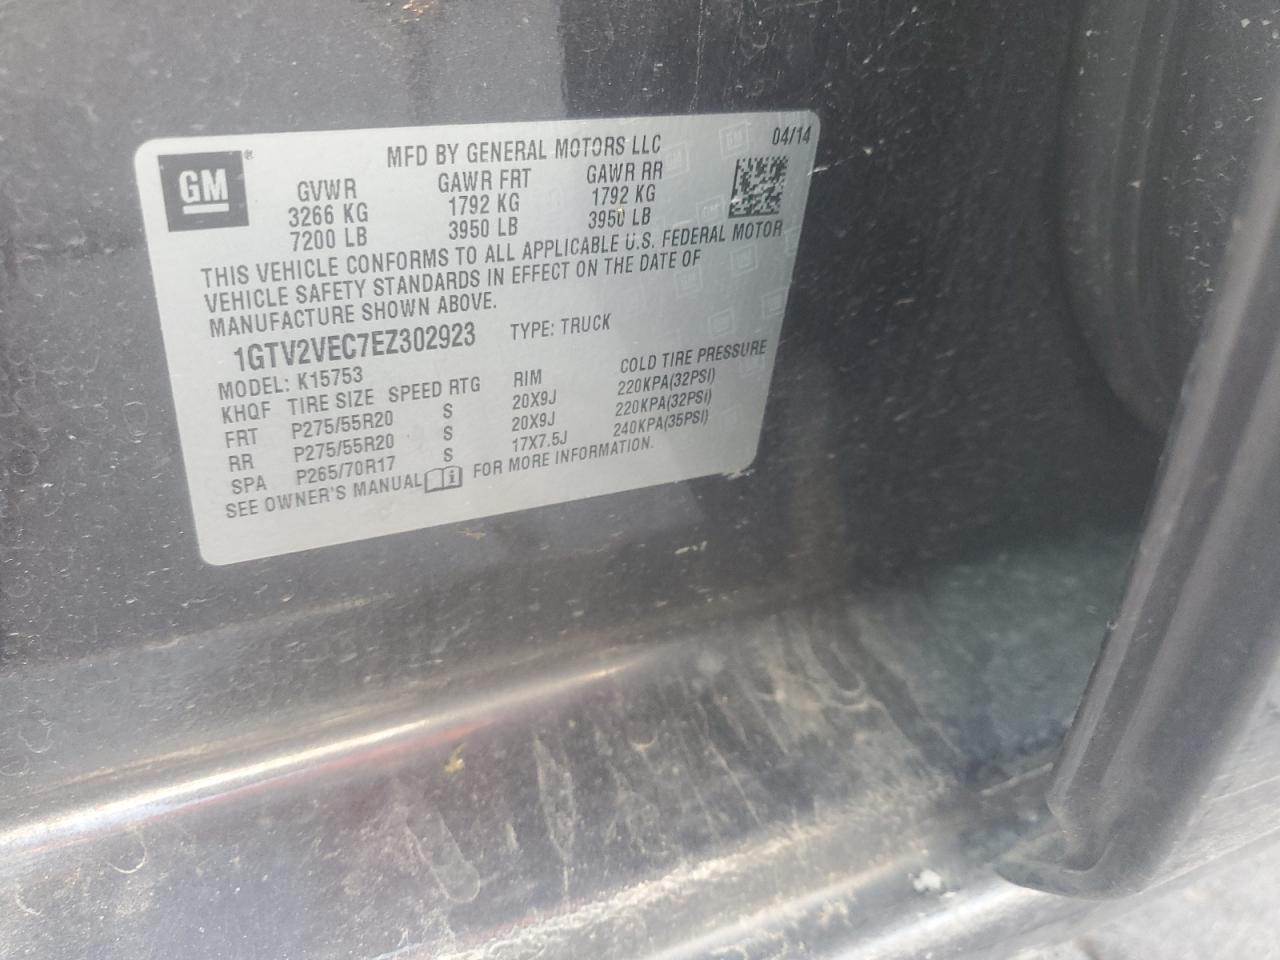 GM
MFD BY GENERAL MOTORS LLC 04/14
GVWR GAWR FRT GAWR RR
3266 KG 1792 KG 1792 KG
7200 LB 3950 LB 3950 LB
THIS VEHICLE CONFORMS TO ALL APPLICABLE U.S. FEDERAL MOTOR
VEHICLE SAFETY STANDARDS IN EFFECT ON THE DATE OF
MANUFACTURE SHOWN ABOVE.
1GTV2VEC7EZ302923 TYPE: TRUCK
MODEL: K15753
KHQF TIRE SIZE SPEED RTG RIM COLD TIRE PRESSURE
FRT P275/55R20 S 20X9J 220KPA(32PSI)
RR P275/55R20 S 20X9J 220KPA(32PSI)
SPA P265/70R17 S 17X7.5J 240KPA(35PSI)
SEE OWNER'S MANUAL FOR MORE INFORMATION.